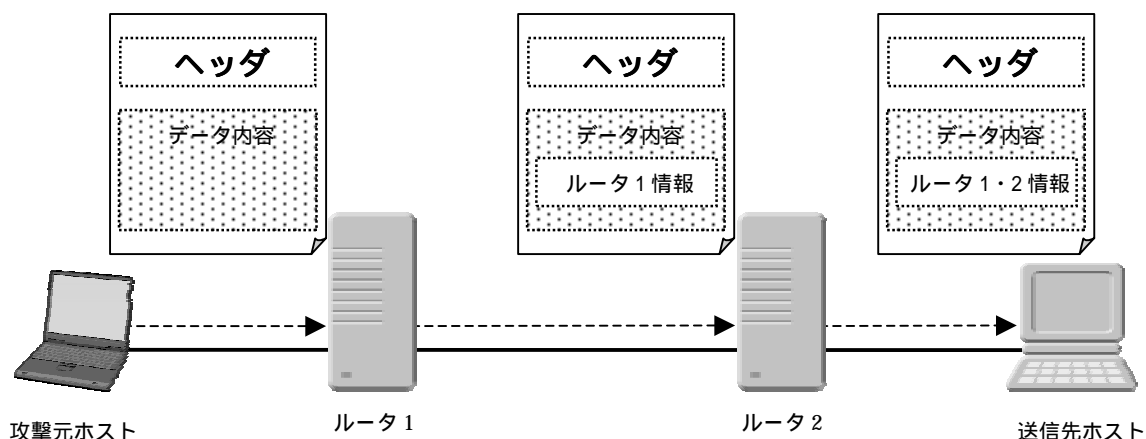 ヘッダ
データ内容
ヘッダ
データ内容
ルータ1情報
ヘッダ
データ内容
ルータ1・2情報
攻撃元ホスト
ルータ1
ルータ2
送信先ホスト